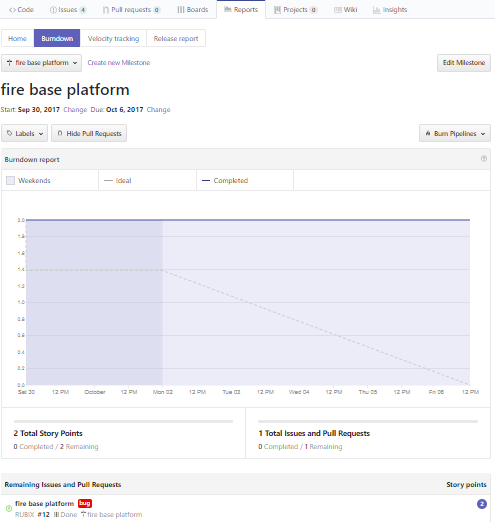 Code Issues 4 Pull requests 0 Boards Reports Projects 0 Wiki Insights
Home Burndown Velocity tracking Release report
fire base platform Create new Milestone Edit Milestone
fire base platform
Start: Sep 30, 2017 Change Due: Oct 6, 2017 Change
Labels Hide Pull Requests Burn Pipelines
Burndown report
Weekends Ideal Completed
2.0
1.8
1.6
1.4
1.2
1.0
0.8
0.6
0.4
0.2
0.0
Sat 30 12 PM October 12 PM Mon 02 12 PM Tue 03 12 PM Wed 04 12 PM Thu 05 12 PM Fri 06 12 PM
2 Total Story Points
0 Completed / 2 Remaining
1 Total Issues and Pull Requests
0 Completed / 1 Remaining
Remaining Issues and Pull Requests Story points
fire base platform bug 2
RUBIX #12 Done fire base platform